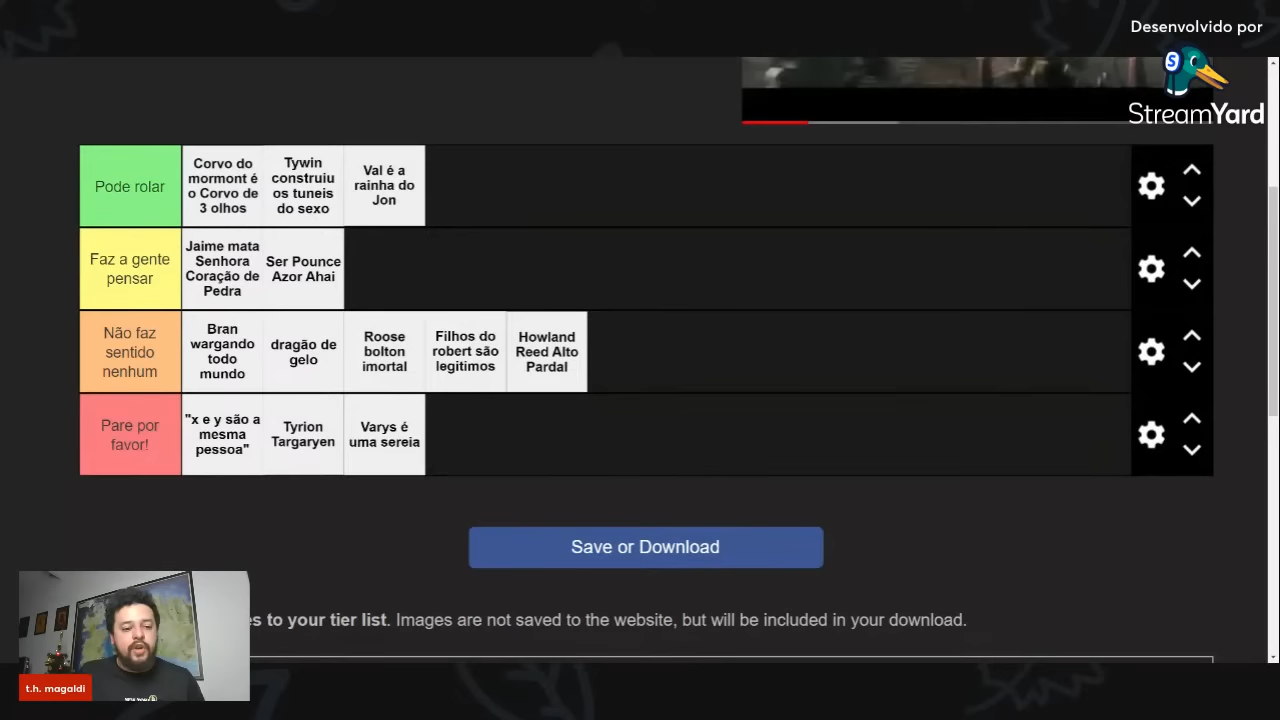 Desenvolvido por
StreamYard
Pode rolar
Corvo do
mormont é
o Corvo de
3 olhos
Tywin
construiu
os tuneis
do sexo
Val é a
rainha do
Jon
Faz a gente
pensar
Jaime mata
Senhora
Coração de
Pedra
Ser Pounce
Azor Ahai
Não faz
sentido
nenhum
Bran
wargando
todo
mundo
dragão de
gelo
Roose
bolton
imortal
Filhos do
robert são
legitimos
Howland
Reed Alto
Pardal
Pare por
favor!
"x e y são a
mesma
pessoa"
Tyrion
Targaryen
Varys é
uma sereia
Save or Download
es to your tier list. Images are not saved to the website, but will be included in your download.
t.h. magaldi